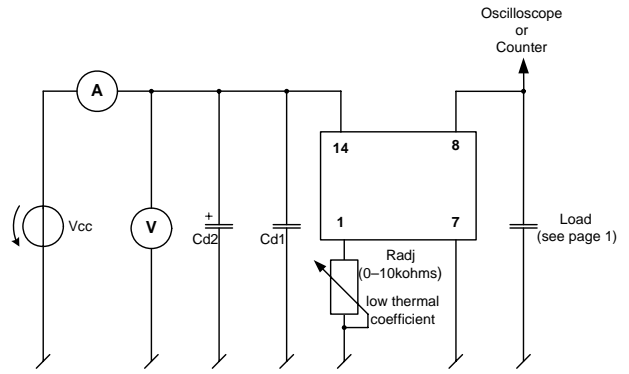 Oscilloscope
or
Counter
A
14
8
Vcc
V
+
Cd2
Cd1
1
7
Load
(see page 1)
Radj
(0–10kohms)
low thermal
coefficient